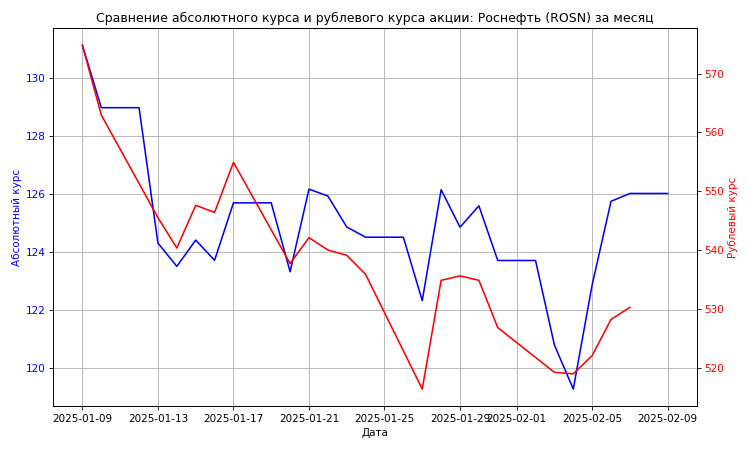 Сравнение абсолютного курса и рублевого курса акции: Роснефть (ROSN) за месяц
Абсолютный курс
130
128
126
124
122
120
570
560
550
540
530
520
Рублевый курс
2025-01-09 2025-01-13 2025-01-17 2025-01-21 2025-01-25 2025-01-29 2025-02-01 2025-02-05 2025-02-09
Дата